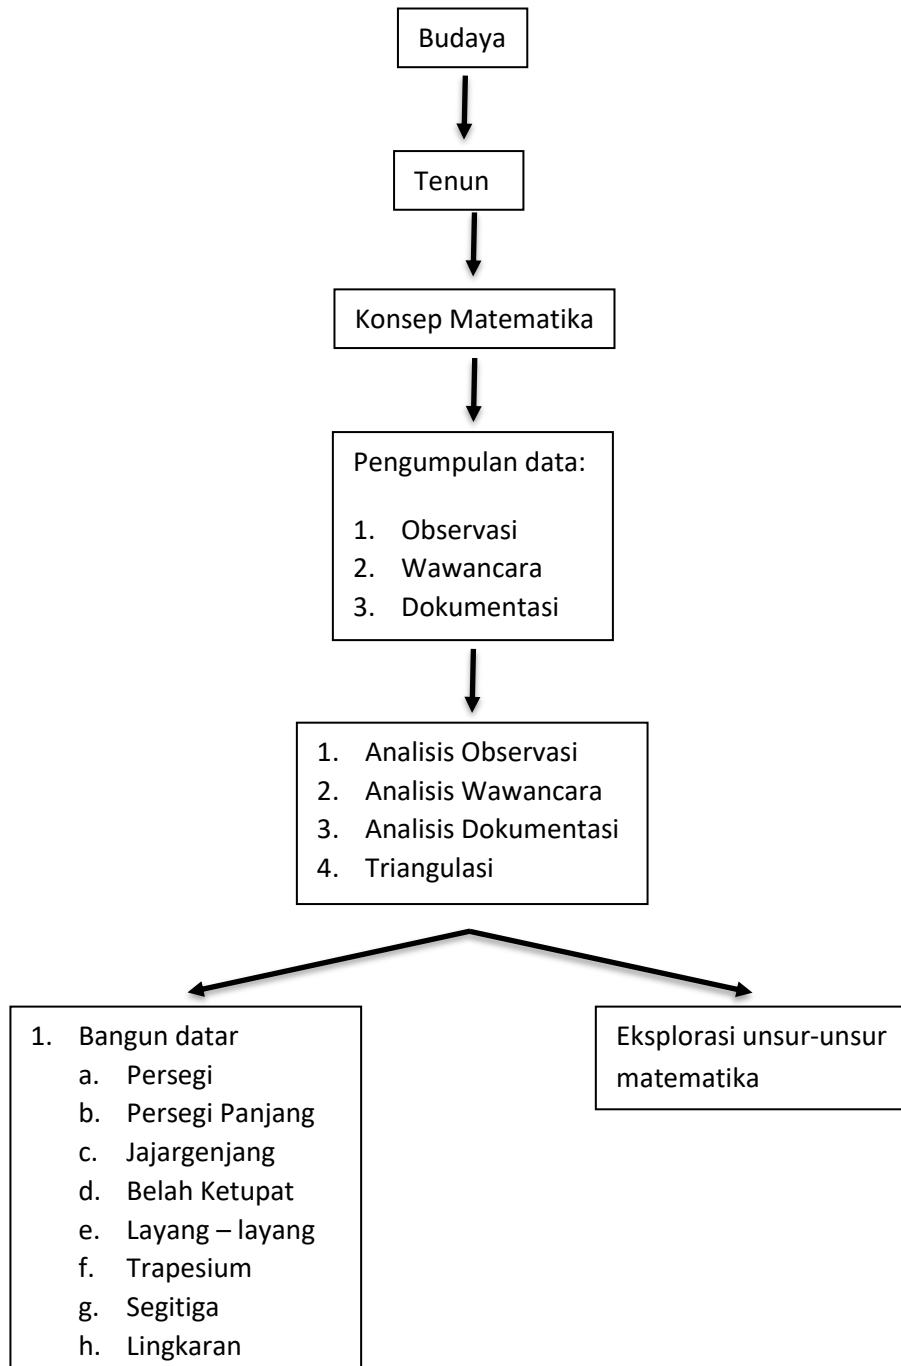 Budaya
Tenun
Konsep Matematika
Pengumpulan data:
1. Observasi
2. Wawancara
3. Dokumentasi
1. Analisis Observasi
2. Analisis Wawancara
3. Analisis Dokumentasi
4. Triangulasi
1. Bangun datar
a. Persegi
b. Persegi Panjang
c. Jajargenjang
d. Belah Ketupat
e. Layang – layang
f. Trapesium
g. Segitiga
h. Lingkaran
Eksplorasi unsur-unsur
matematika